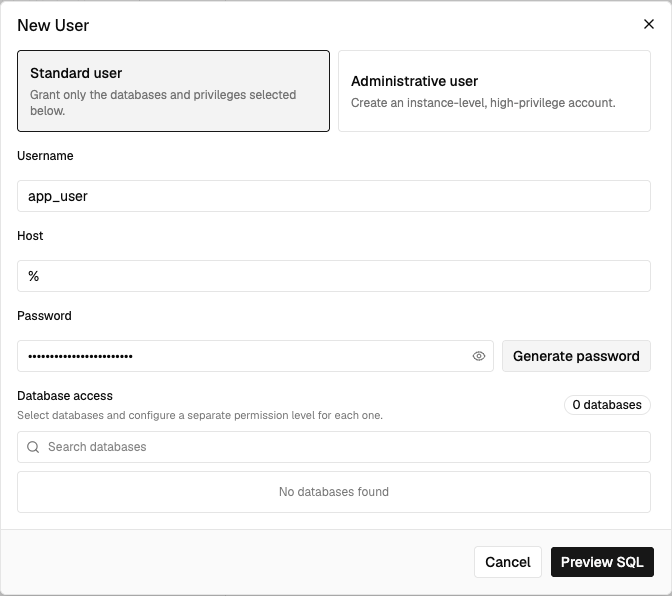 New User
Standard user
Grant only the databases and privileges selected
below.
Administrative user
Create an instance-level, high-privilege account.
Username
app_user
Host
%
Password
••••••••••••••••••••••••
Generate password
Database access
0 databases
Select databases and configure a separate permission level for each one.
Search databases
No databases found
Cancel
Preview SQL